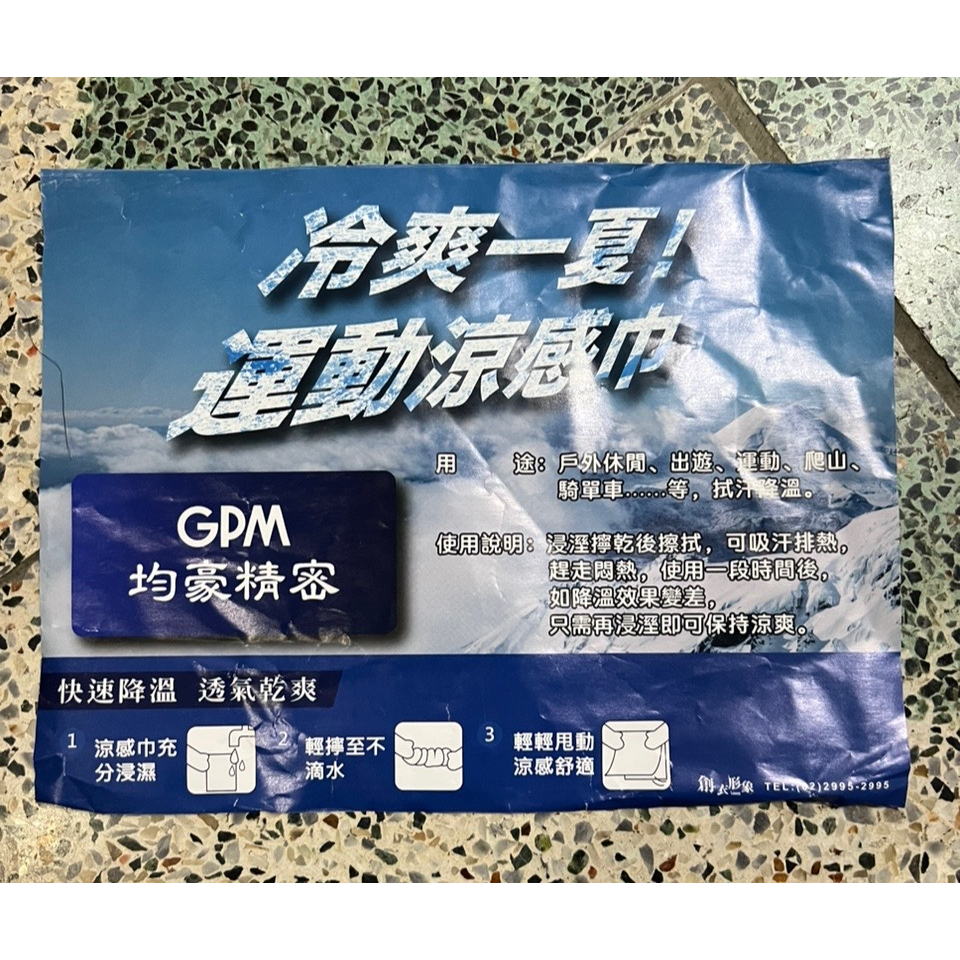 冷爽一夏!
運動涼感巾
GPM
均豪精密
用　　途：戶外休閒、出遊、運動、爬山、
騎單車......等，拭汗降溫。
使用說明：浸溼擰乾後擦拭，可吸汗排熱，
趕走悶熱，使用一段時間後，
如降溫效果變差，
只需再浸溼即可保持涼爽。
快速降溫 透氣乾爽
1 涼感巾充
分浸濕
2 輕擰至不
滴水
3 輕輕甩動
涼感舒適
創衣形象 TEL:(02)2995-2995